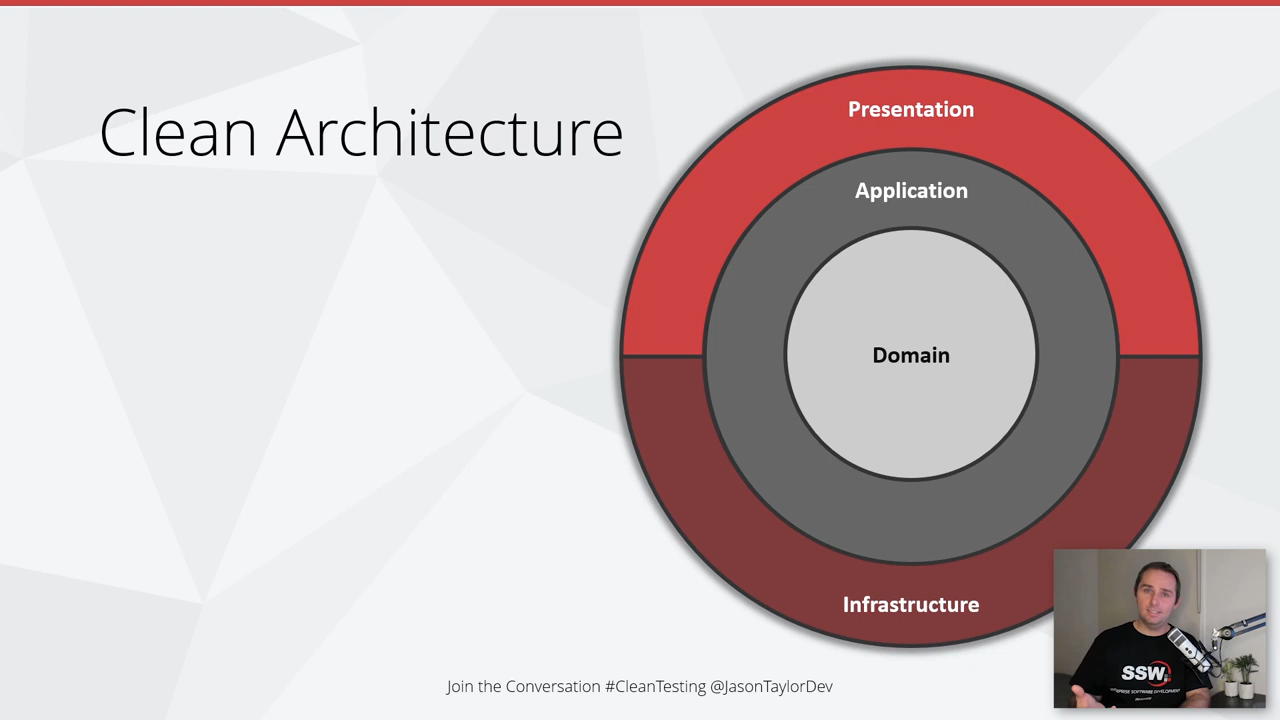 Clean Architecture
Presentation
Application
Domain
Infrastructure
Join the Conversation #CleanTesting @JasonTaylorDev
SSW